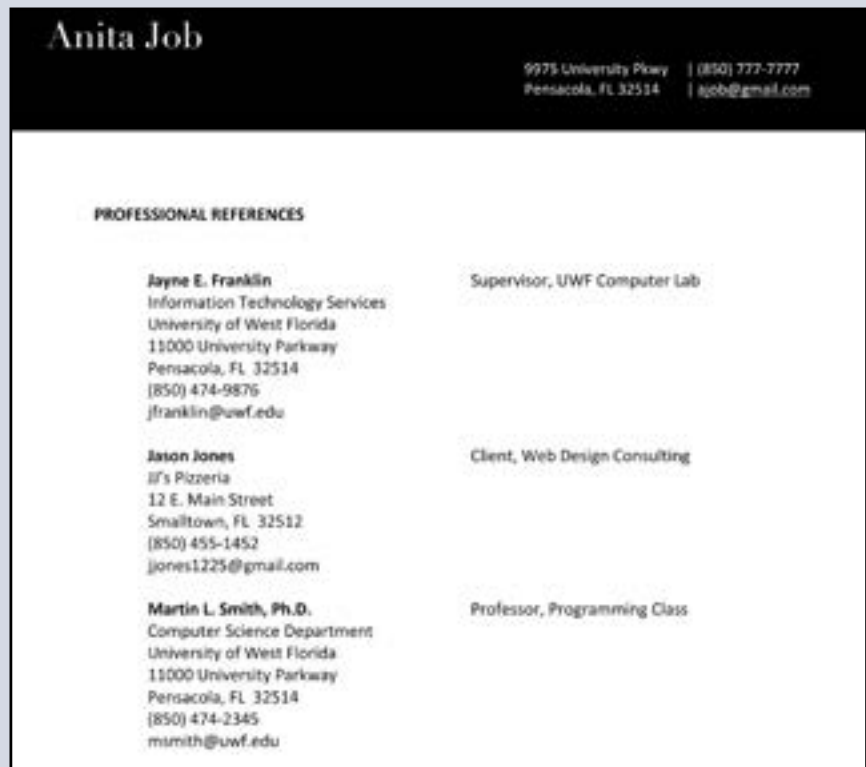 Anita Job
9975 University Pkwy | (850) 777-7777
Pensacola, FL 32514 | ajob@gmail.com
PROFESSIONAL REFERENCES
Jayne E. Franklin Supervisor, UWF Computer Lab
Information Technology Services
University of West Florida
11000 University Parkway
Pensacola, FL 32514
(850) 474-9876
jfranklin@uwf.edu
Jason Jones Client, Web Design Consulting
JJ's Pizzeria
12 E. Main Street
Smalltown, FL 32512
(850) 455-1452
jjones1225@gmail.com
Martin L. Smith, Ph.D. Professor, Programming Class
Computer Science Department
University of West Florida
11000 University Parkway
Pensacola, FL 32514
(850) 474-2345
msmith@uwf.edu